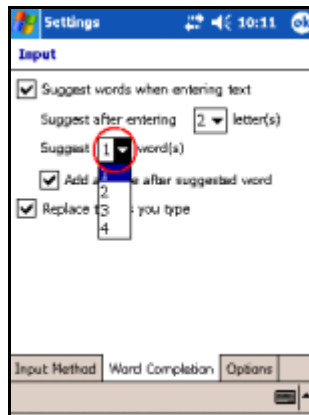 Settings 10:11 ok
Input
Suggest words when entering text
Suggest after entering 2 letter(s)
Suggest 1 word(s)
1
Add a after suggested word
2
Replace you type
3
4
Input Method Word Completion Options